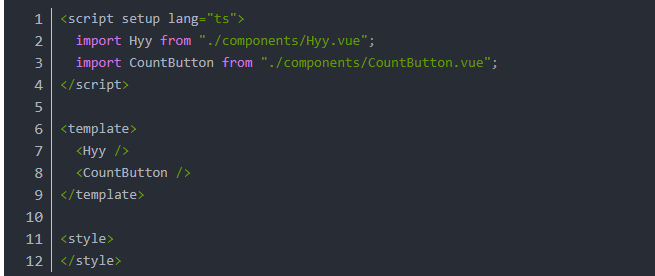 1 <script setup lang="ts">
2   import Hyy from "./components/Hyy.vue";
3   import CountButton from "./components/CountButton.vue";
4 </script>
5
6 <template>
7   <Hyy />
8   <CountButton />
9 </template>
10
11 <style>
12 </style>